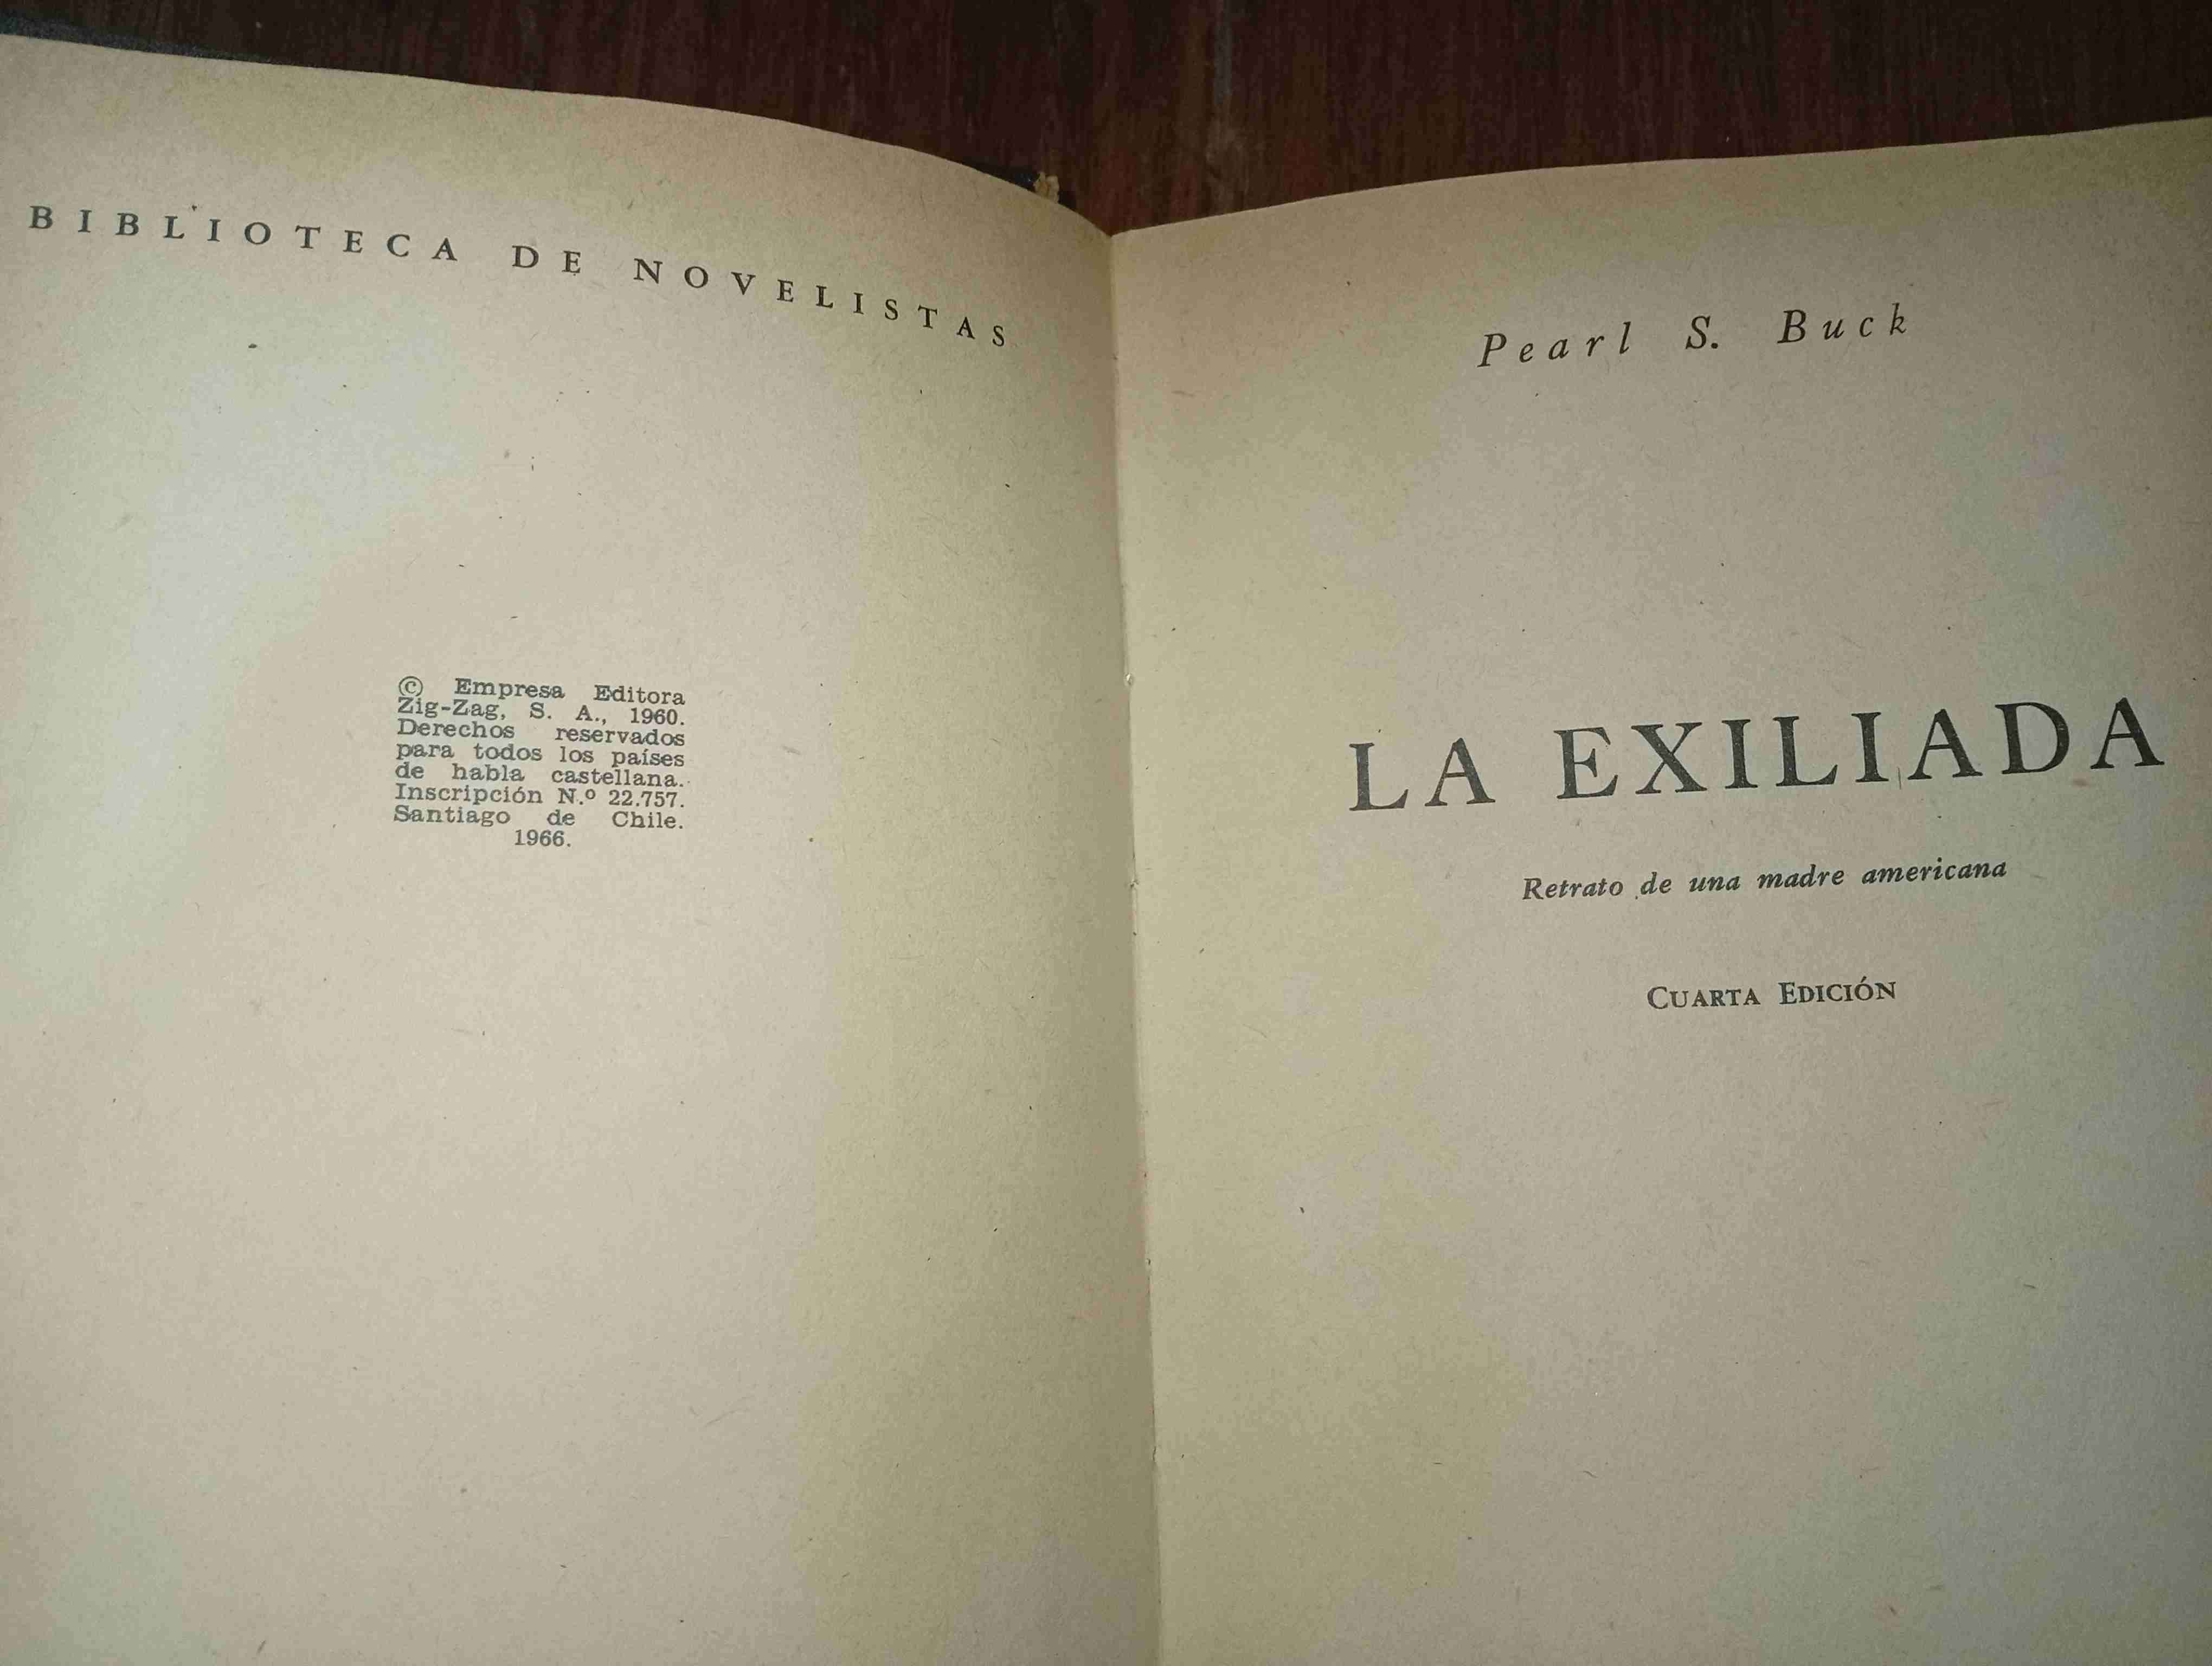 BIBLIOTECA DE NOVELISTAS
© Empresa Editora
Zig-Zag, S. A., 1960.
Derechos reservados
para todos los países
de habla castellana.
Inscripción N.º 22.757.
Santiago de Chile.
1966.
Pearl S. Buck
LA EXILIADA
Retrato de una madre americana
CUARTA EDICIÓN